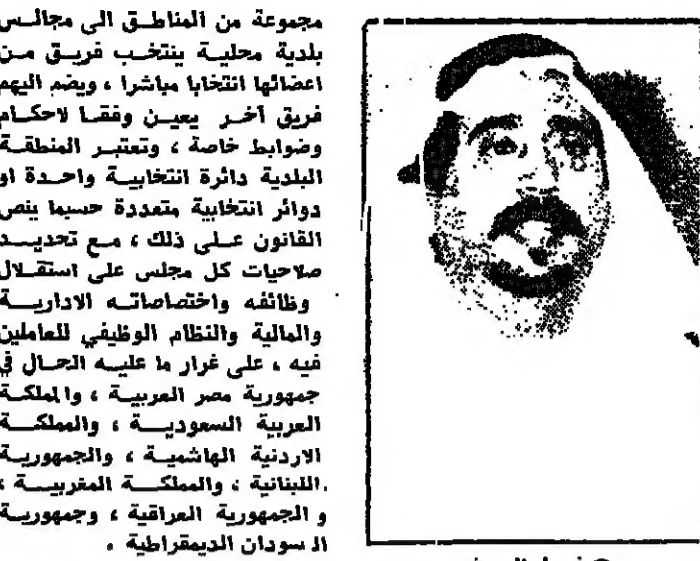 مجموعة من المناطق الى مجالس
بلدية محلية ينتخب فريق من
اعضائها انتخابا مباشرا ، ويضم اليهم
فريق آخر يعين وفقا لاحكام
وضوابط خاصة ، وتعتبر المنطقة
البلدية دائرة انتخابية واحدة او
دوائر انتخابية متعددة حسبما ينص
القانون على ذلك ، مع تحديد
صلاحيات كل مجلس على استقلال
وظائفه واختصاصاته الادارية
والمالية والنظام الوظيفي للعاملين
فيه ، على غرار ما عليه الحال في
جمهورية مصر العربية ، والمملكة
العربية السعودية ، والمملكة
الاردنية الهاشمية ، والجمهورية
اللبنانية ، والمملكة المغربية ،
و الجمهورية العراقية ، وجمهورية
السودان الديمقراطية .